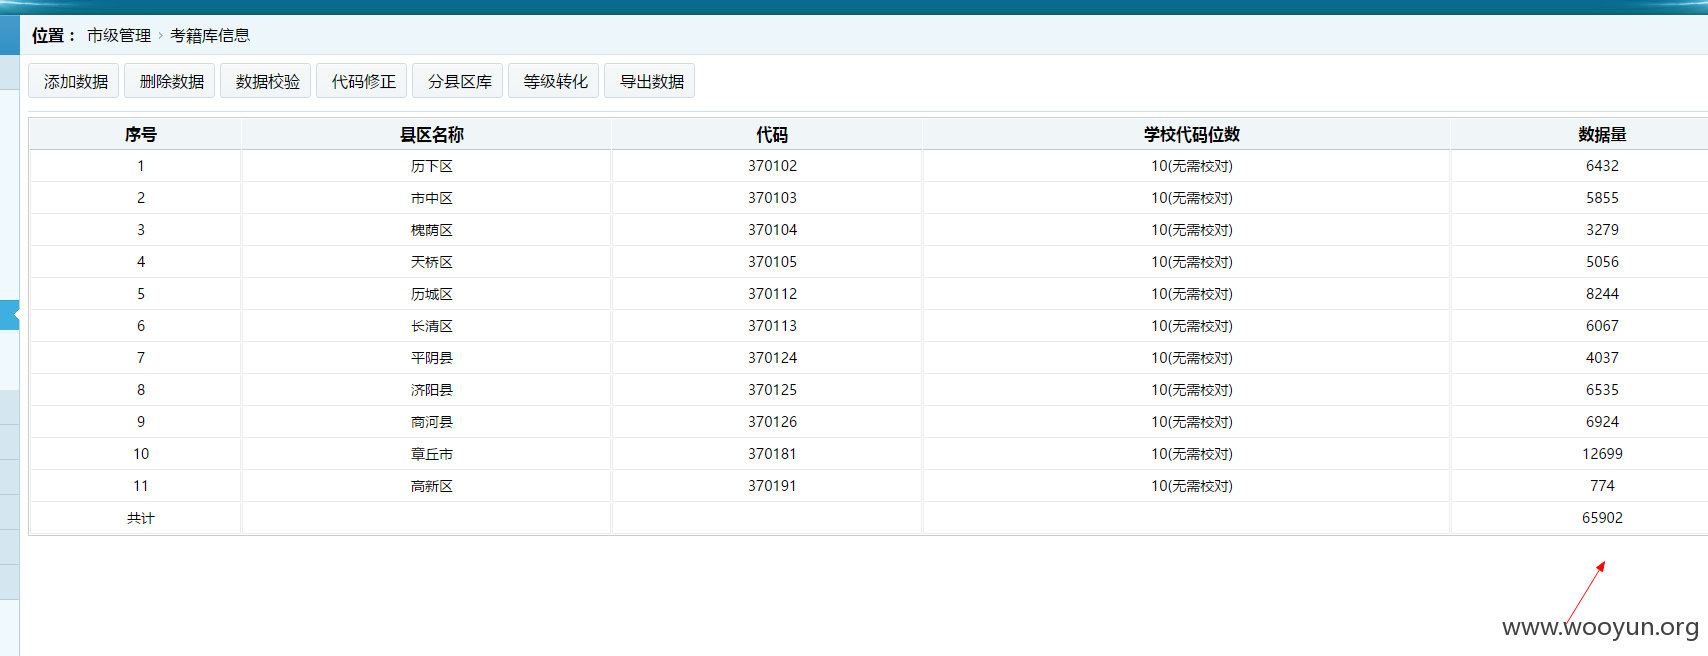 位置： 市级管理 › 考籍库信息
添加数据 删除数据 数据校验 代码修正 分县区库 等级转化 导出数据
序号 县区名称 代码 学校代码位数 数据量
1 历下区 370102 10(无需校对) 6432
2 市中区 370103 10(无需校对) 5855
3 槐荫区 370104 10(无需校对) 3279
4 天桥区 370105 10(无需校对) 5056
5 历城区 370112 10(无需校对) 8244
6 长清区 370113 10(无需校对) 6067
7 平阴县 370124 10(无需校对) 4037
8 济阳县 370125 10(无需校对) 6535
9 商河县 370126 10(无需校对) 6924
10 章丘市 370181 10(无需校对) 12699
11 高新区 370191 10(无需校对) 774
共计 65902
www.wooyun.org